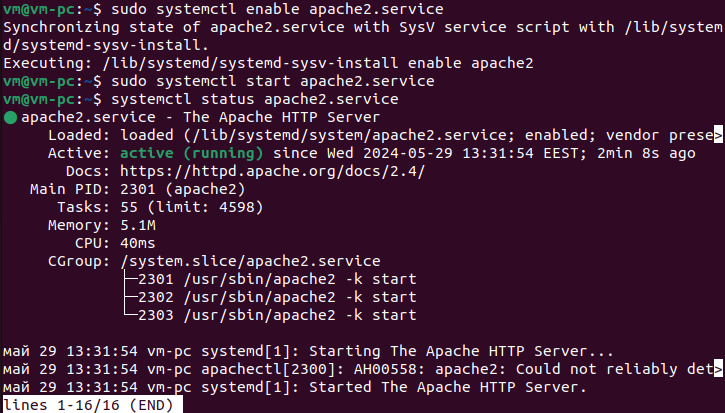 vm@vm-pc:~$ sudo systemctl enable apache2.service
Synchronizing state of apache2.service with SysV service script with /lib/system
d/systemd-sysv-install.
Executing: /lib/systemd/systemd-sysv-install enable apache2
vm@vm-pc:~$ sudo systemctl start apache2.service
vm@vm-pc:~$ systemctl status apache2.service
● apache2.service - The Apache HTTP Server
     Loaded: loaded (/lib/systemd/system/apache2.service; enabled; vendor prese>
     Active: active (running) since Wed 2024-05-29 13:31:54 EEST; 2min 8s ago
       Docs: https://httpd.apache.org/docs/2.4/
   Main PID: 2301 (apache2)
      Tasks: 55 (limit: 4598)
     Memory: 5.1M
        CPU: 40ms
     CGroup: /system.slice/apache2.service
             ├─2301 /usr/sbin/apache2 -k start
             ├─2302 /usr/sbin/apache2 -k start
             └─2303 /usr/sbin/apache2 -k start

май 29 13:31:54 vm-pc systemd[1]: Starting The Apache HTTP Server...
май 29 13:31:54 vm-pc apachectl[2300]: AH00558: apache2: Could not reliably det>
май 29 13:31:54 vm-pc systemd[1]: Started The Apache HTTP Server.
lines 1-16/16 (END)